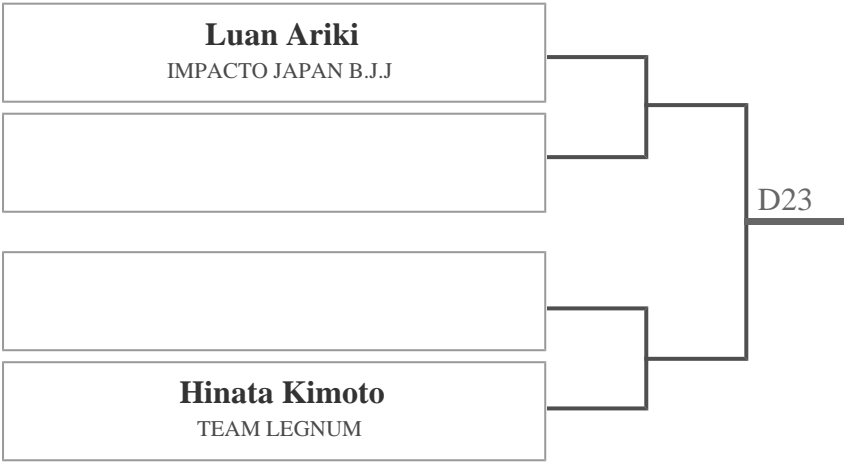 Luan Ariki
IMPACTO JAPAN B.J.J
D23
Hinata Kimoto
TEAM LEGNUM